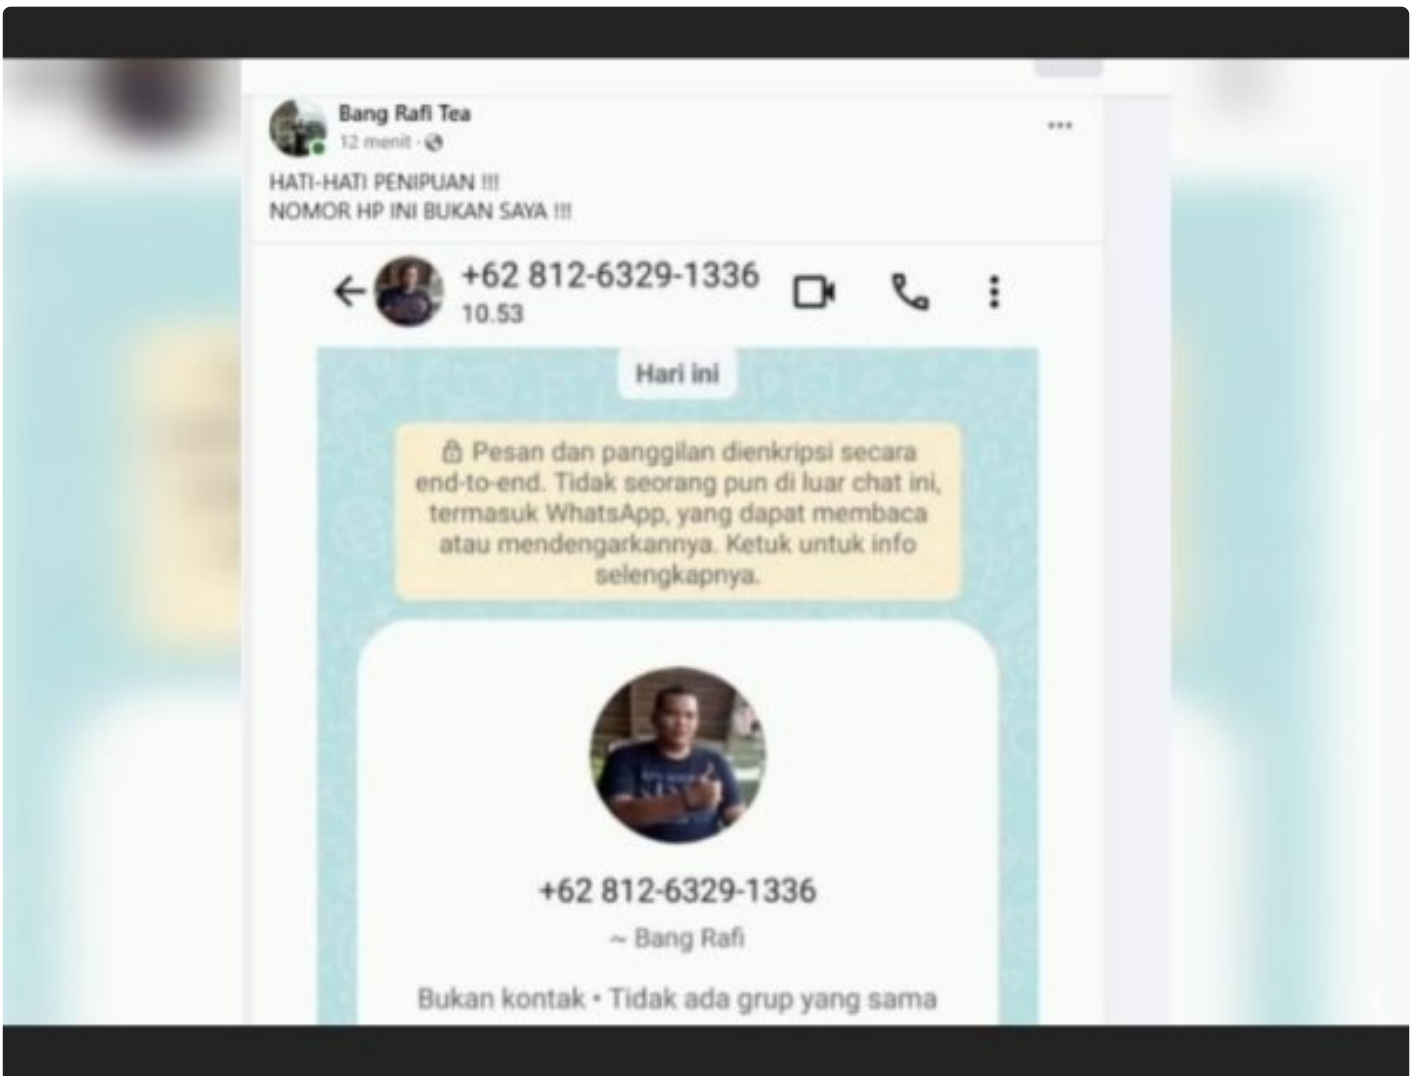 Bang Rafi Tea
12 menit ·
HATI-HATI PENIPUAN !!!
NOMOR HP INI BUKAN SAYA !!!
+62 812-6329-1336
10.53
Hari ini
Pesan dan panggilan dienkripsi secara
end-to-end. Tidak seorang pun di luar chat ini,
termasuk WhatsApp, yang dapat membaca
atau mendengarkannya. Ketuk untuk info
selengkapnya.
+62 812-6329-1336
~ Bang Rafi
Bukan kontak • Tidak ada grup yang sama